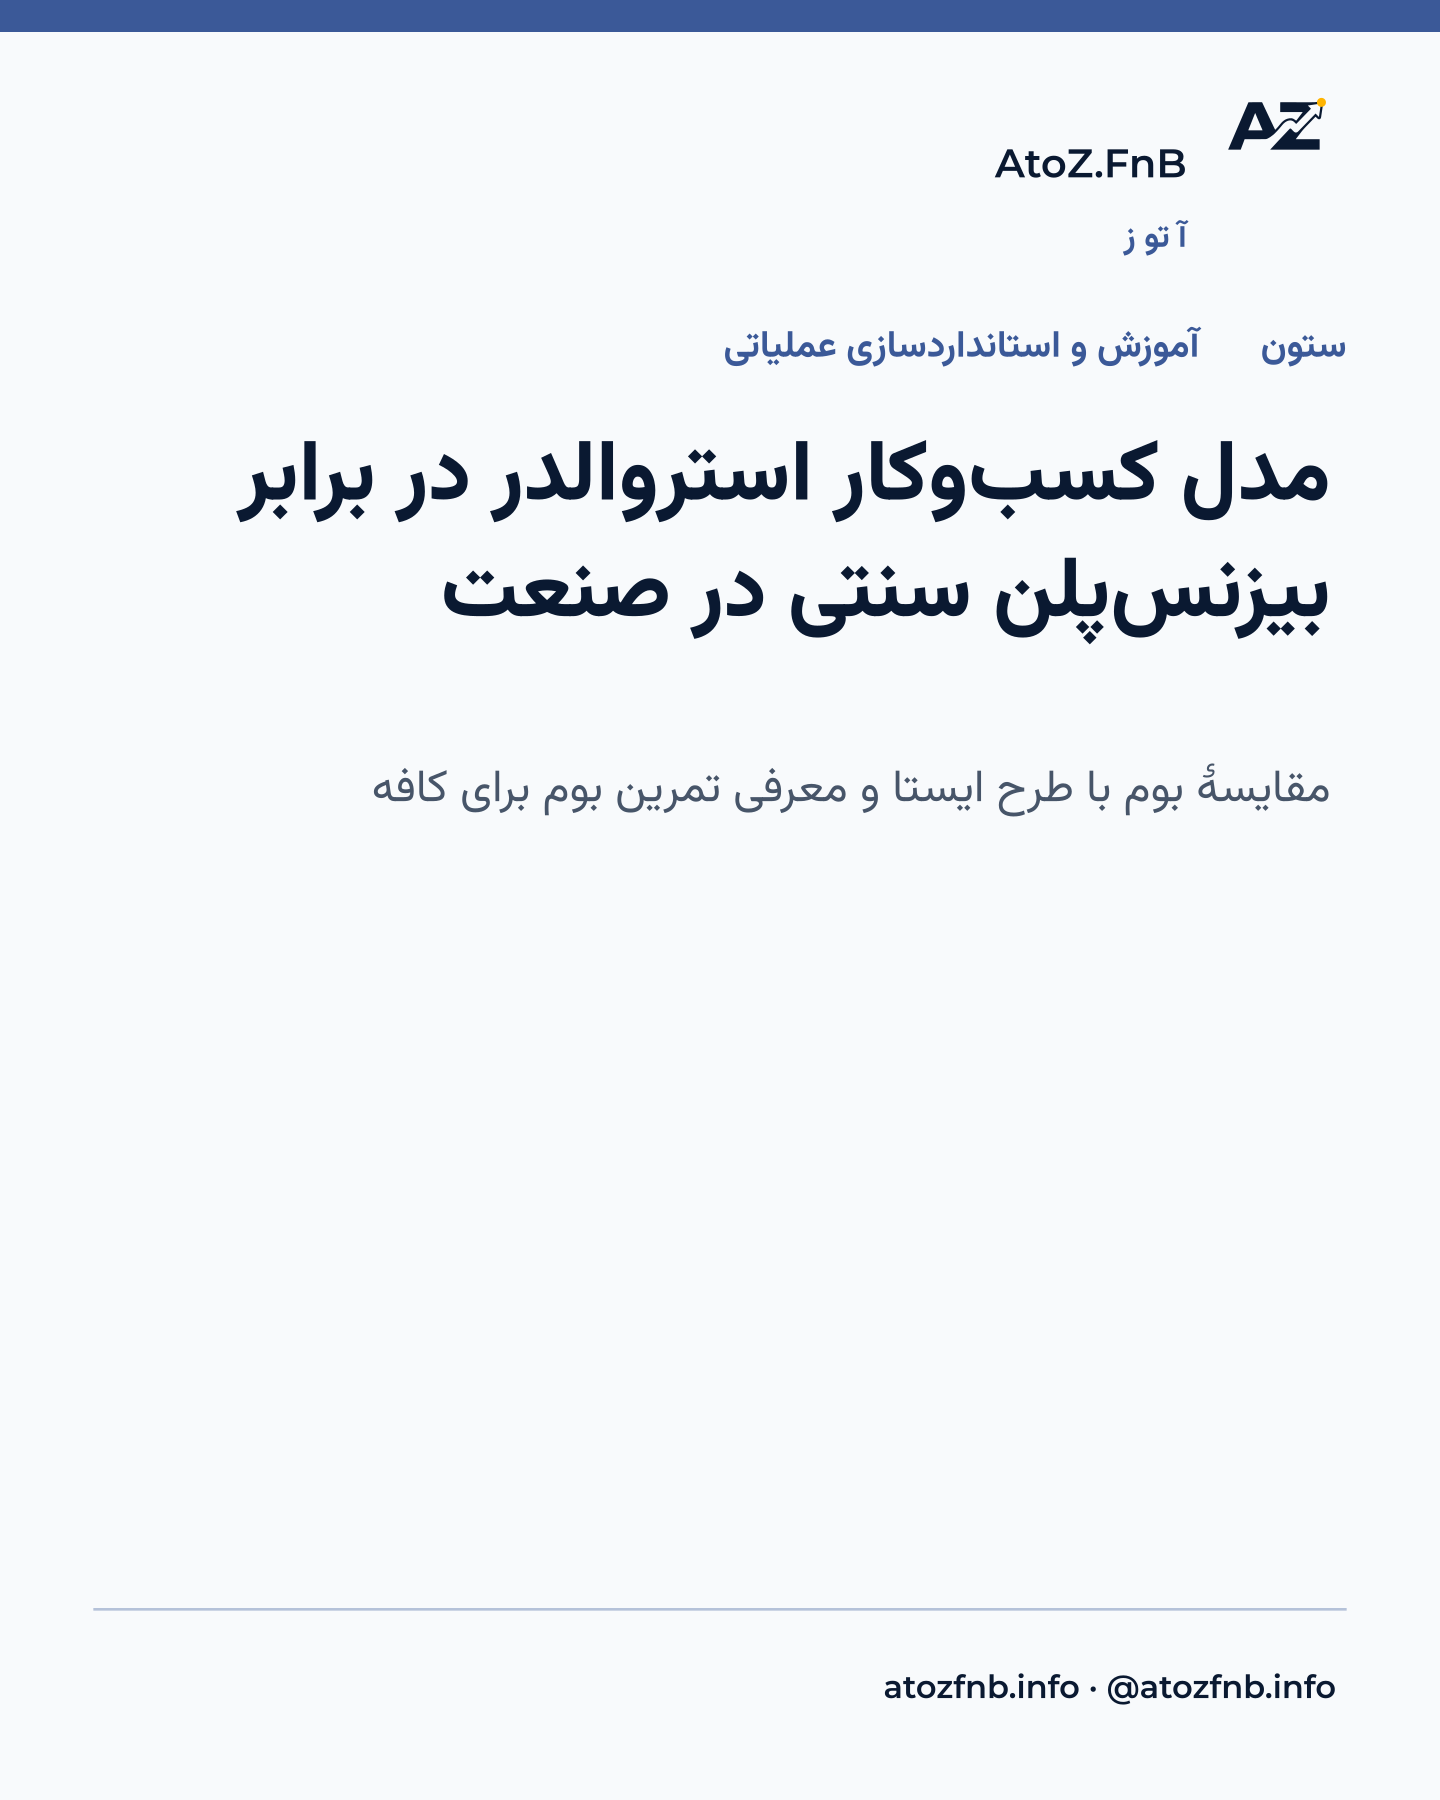 AZ
AtoZ.FnB
آ تو ز
ستون آموزش و استانداردسازی عملیاتی
مدل کسب‌وکار استروالدر در برابر
بیزنس‌پلن سنتی در صنعت
مقایسهٔ بوم با طرح ایستا و معرفی تمرین بوم برای کافه
atozfnb.info · @atozfnb.info